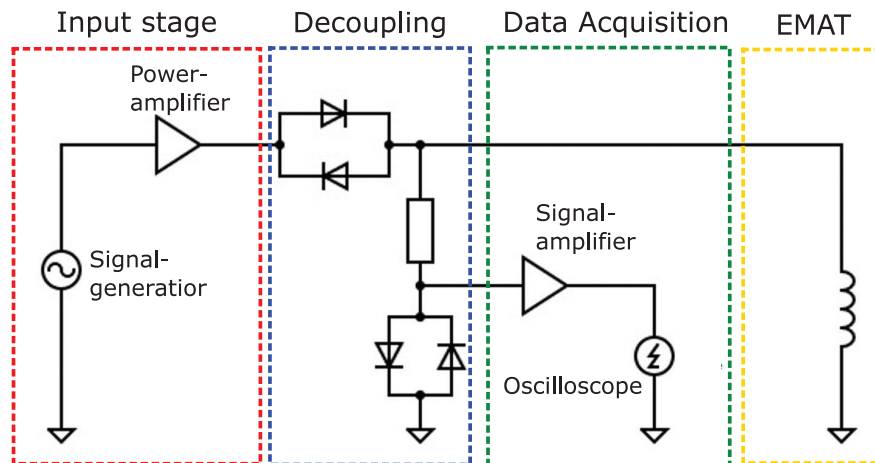 Input stage
Decoupling
Data Acquisition
EMAT
Power-
amplifier
Signal-
generatior
Signal-
amplifier
Oscilloscope